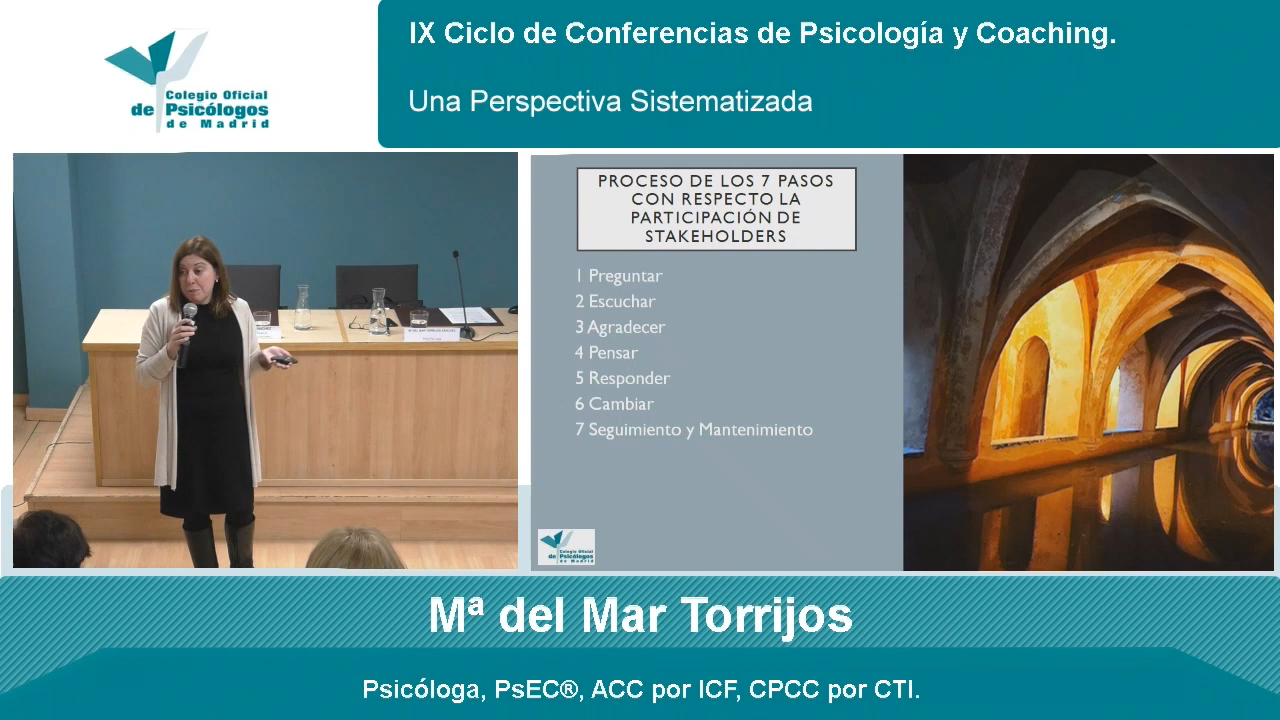 IX Ciclo de Conferencias de Psicología y Coaching.
Una Perspectiva Sistematizada
Colegio Oficial
de Psicólogos
de Madrid
PROCESO DE LOS 7 PASOS
CON RESPECTO LA
PARTICIPACIÓN DE
STAKEHOLDERS
1 Preguntar
2 Escuchar
3 Agradecer
4 Pensar
5 Responder
6 Cambiar
7 Seguimiento y Mantenimiento
Colegio Oficial
de Psicólogos
de Madrid
Mª del Mar Torrijos
Psicóloga, PsEC®, ACC por ICF, CPCC por CTI.